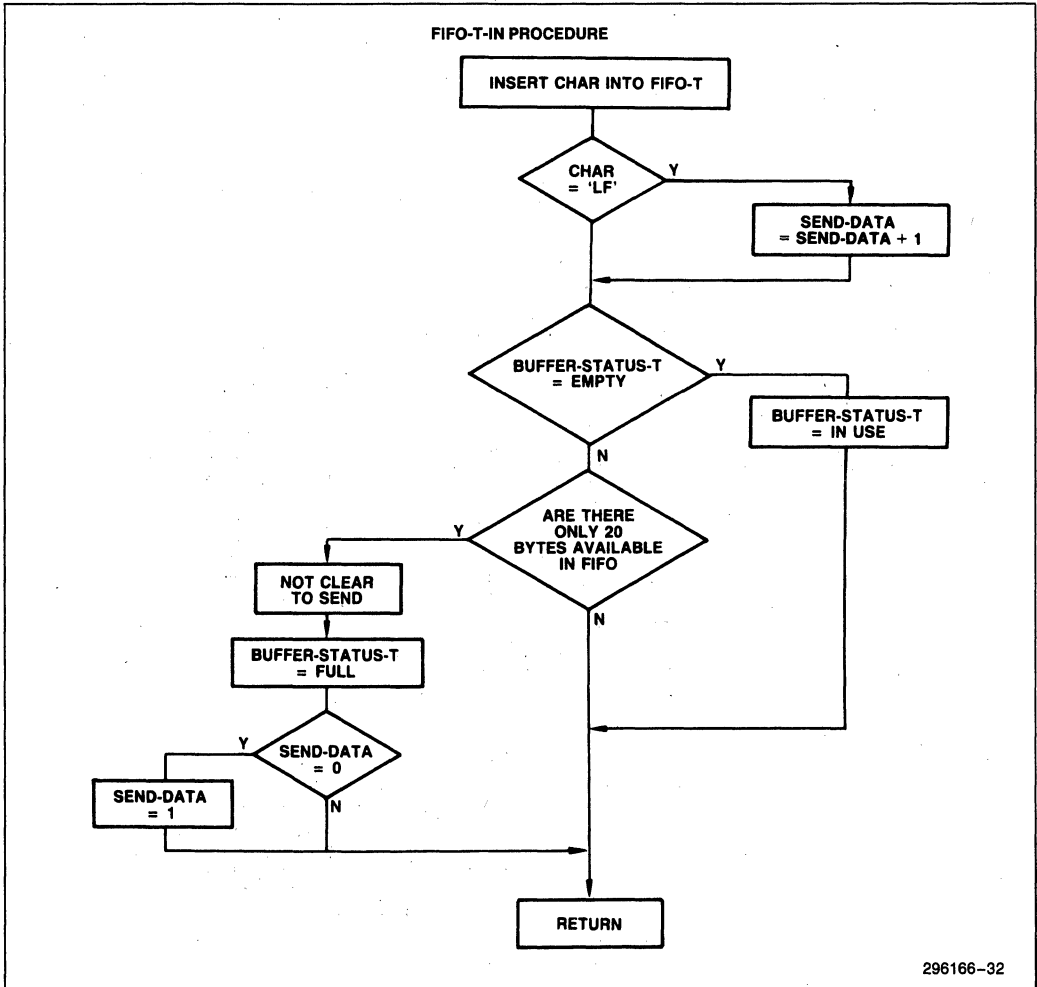 FIFO-T-IN PROCEDURE
INSERT CHAR INTO FIFO-T
CHAR
= 'LF'
Y
SEND-DATA
= SEND-DATA + 1
BUFFER-STATUS-T
= EMPTY
Y
BUFFER-STATUS-T
= IN USE
N
ARE THERE
ONLY 20
BYTES AVAILABLE
IN FIFO
Y
NOT CLEAR
TO SEND
N
BUFFER-STATUS-T
= FULL
SEND-DATA
= 0
Y
SEND-DATA
= 1
N
RETURN
296166-32